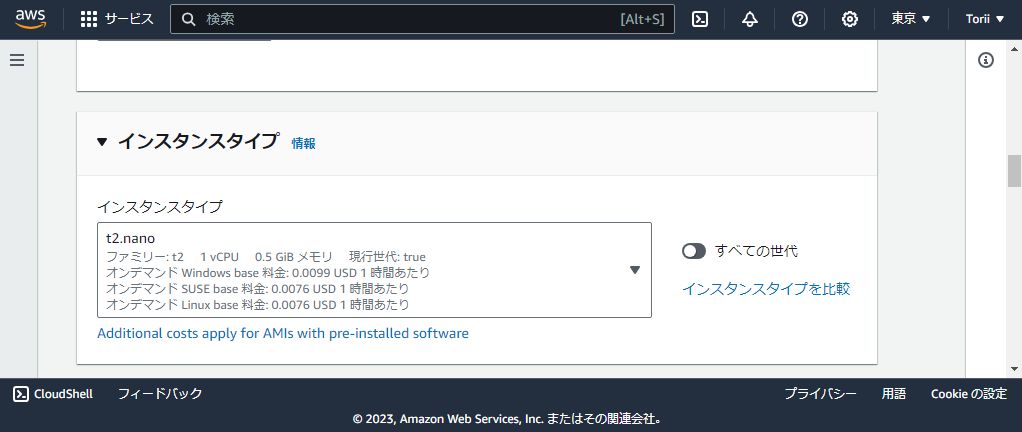 aws サービス 検索 [Alt+S] 東京 ▼ Torii ▼
▼ インスタンスタイプ 情報
インスタンスタイプ
t2.nano
ファミリー: t2 1 vCPU 0.5 GiB メモリ 現行世代: true
オンデマンド Windows base 料金: 0.0099 USD 1 時間あたり
オンデマンド SUSE base 料金: 0.0076 USD 1 時間あたり
オンデマンド Linux base 料金: 0.0076 USD 1 時間あたり
すべての世代
インスタンスタイプを比較
Additional costs apply for AMIs with pre-installed software
CloudShell フィードバック プライバシー 用語 Cookie の設定
© 2023, Amazon Web Services, Inc. またはその関連会社。